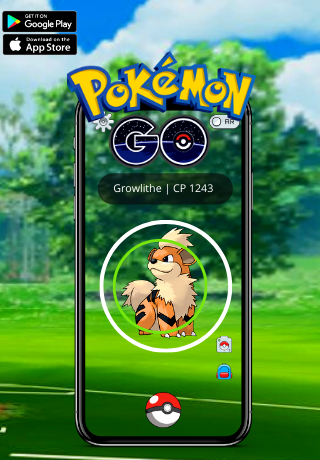 GET IT ON
Google Play
Download on the
App Store
POKéMON
GO
AR
Growlithe | CP 1243